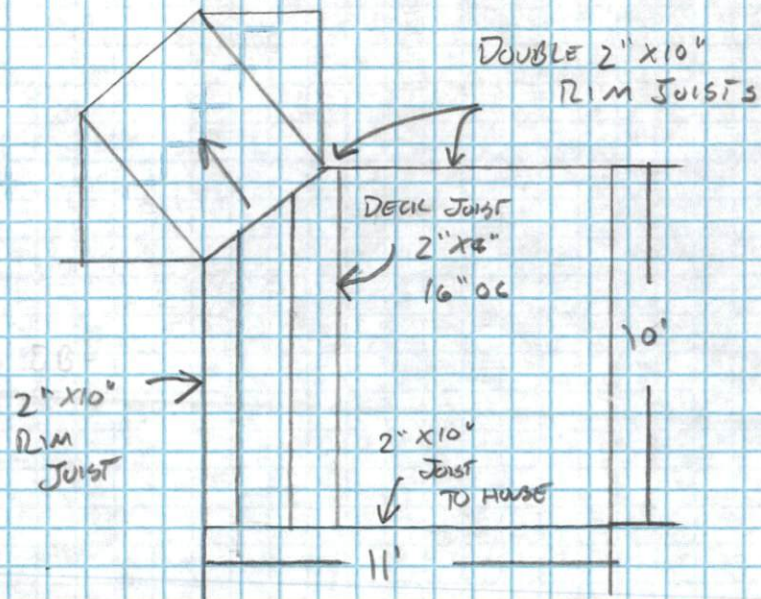 DOUBLE 2" X10"
RIM JOISTS
DECK JOIST
2"
16" OC
10'
2" X10"
RIM
JOIST
2" X10"
JOIST
TO HOUSE
11'